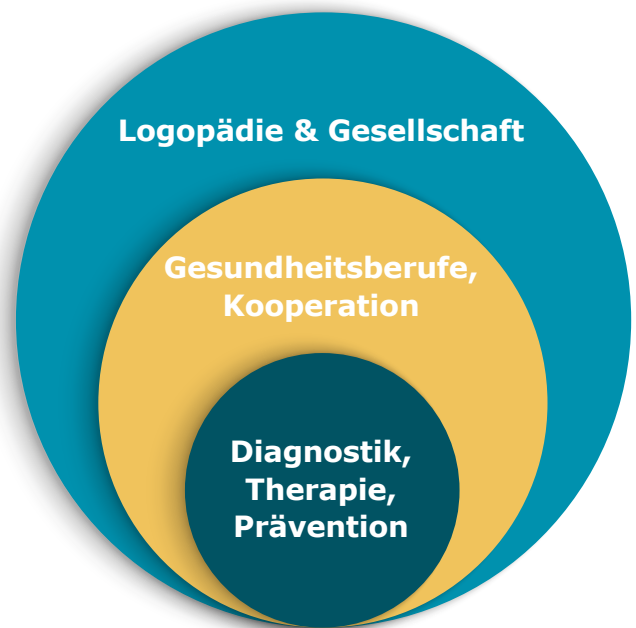 Logopädie & Gesellschaft
Gesundheitsberufe,
Kooperation
Diagnostik,
Therapie,
Prävention